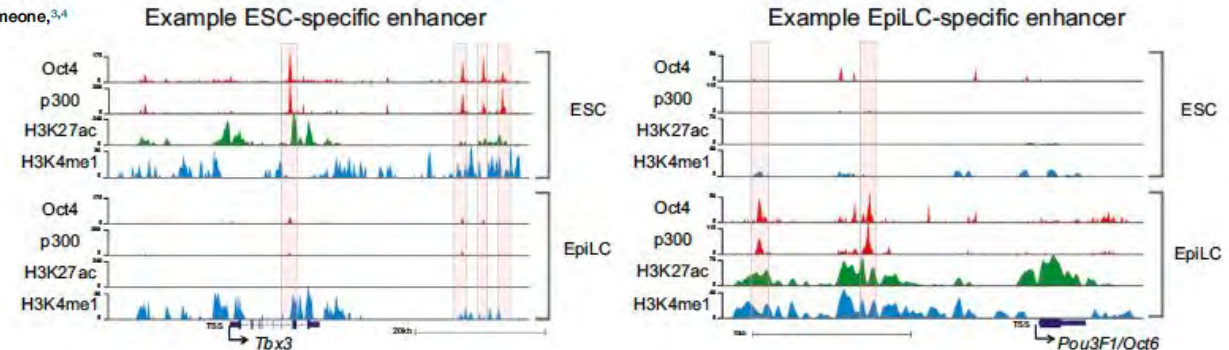 meone,3,4
Example ESC-specific enhancer
Oct4
p300
H3K27ac
H3K4me1
ESC
Oct4
p300
H3K27ac
H3K4me1
EpiLC
TSS
20kb
Tbx3
Example EpiLC-specific enhancer
Oct4
p300
H3K27ac
H3K4me1
ESC
Oct4
p300
H3K27ac
H3K4me1
EpiLC
TSS
Pou3F1/Oct6